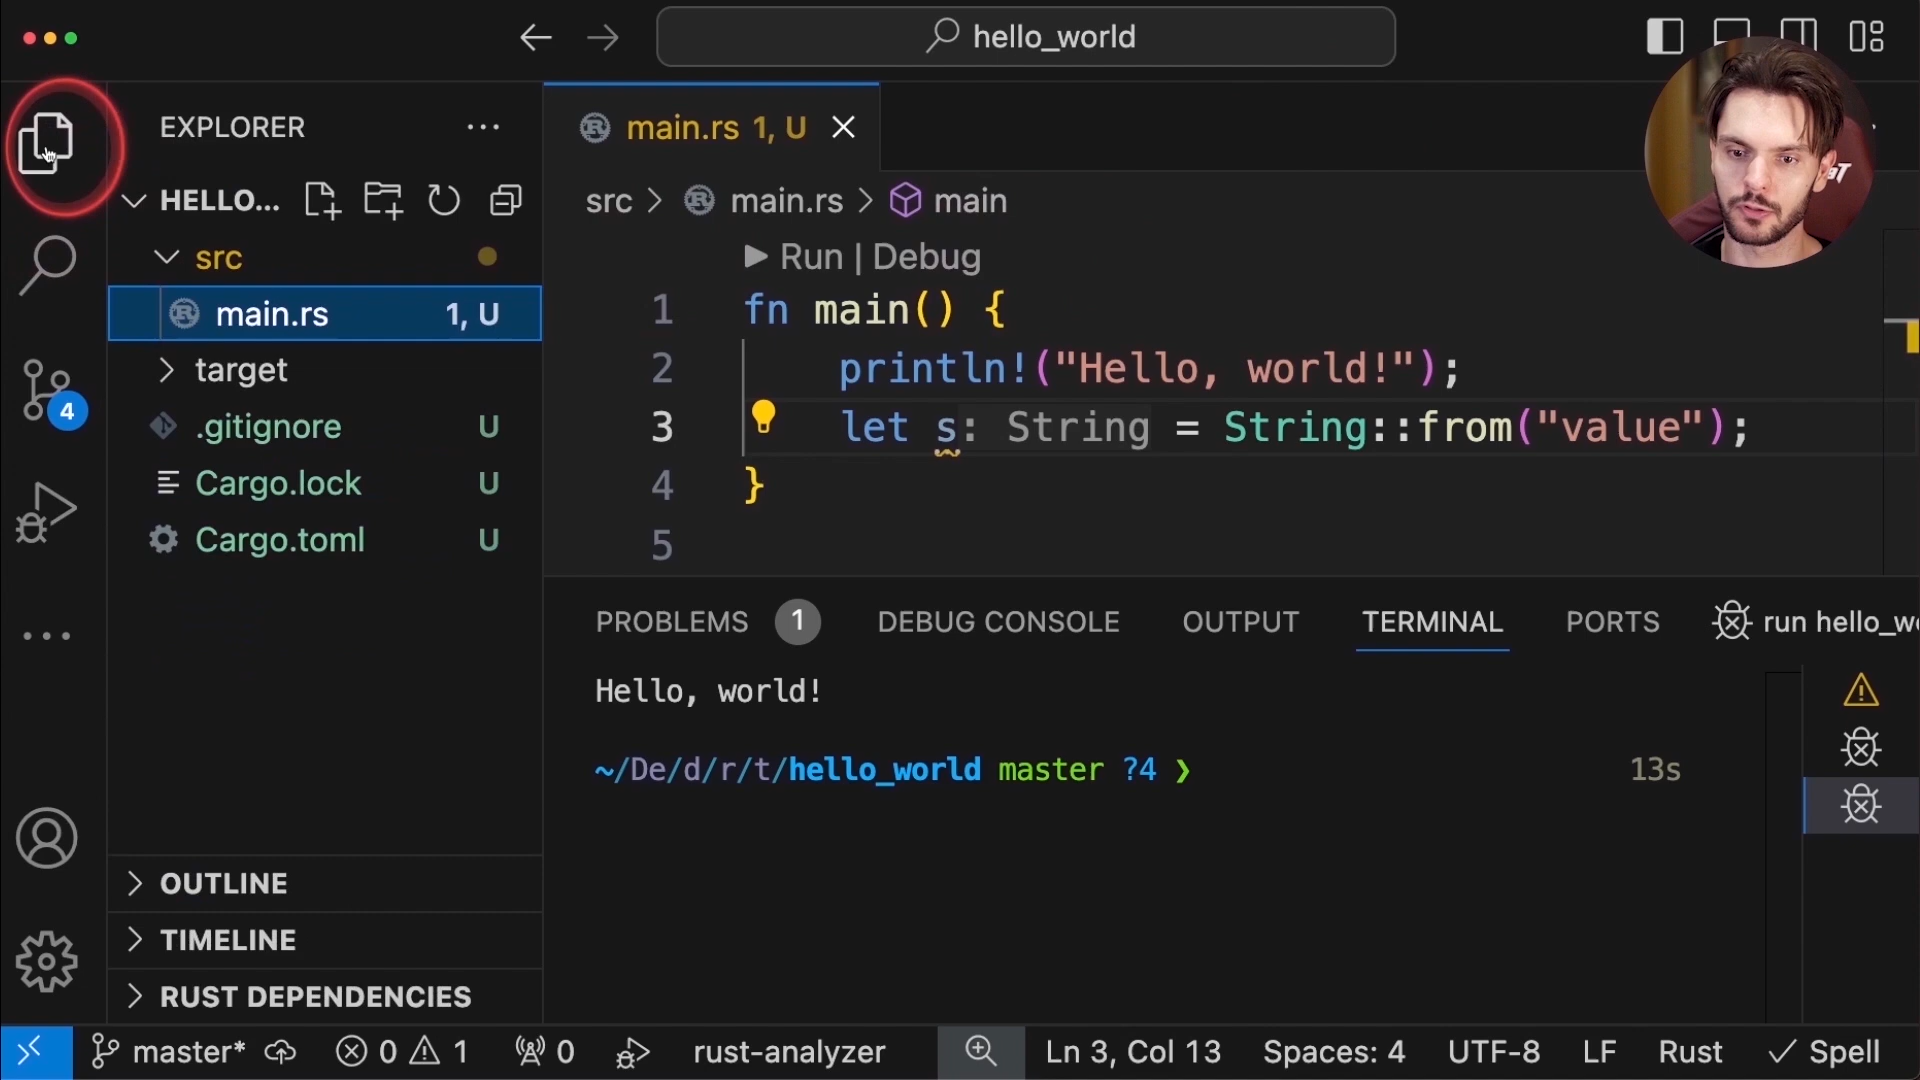 hello_world
EXPLORER
HELLO...
src
main.rs 1, U
target
.gitignore U
Cargo.lock U
Cargo.toml U
OUTLINE
TIMELINE
RUST DEPENDENCIES
4
main.rs 1, U
src > main.rs > main
Run | Debug
1 fn main() {
2 println!("Hello, world!");
3 let s: String = String::from("value");
4 }
5
PROBLEMS 1 DEBUG CONSOLE OUTPUT TERMINAL PORTS run hello_w
Hello, world!
~/De/d/r/t/hello_world master ?4 ❯ 13s
master* 0 1 0 rust-analyzer Ln 3, Col 13 Spaces: 4 UTF-8 LF Rust ✓ Spell